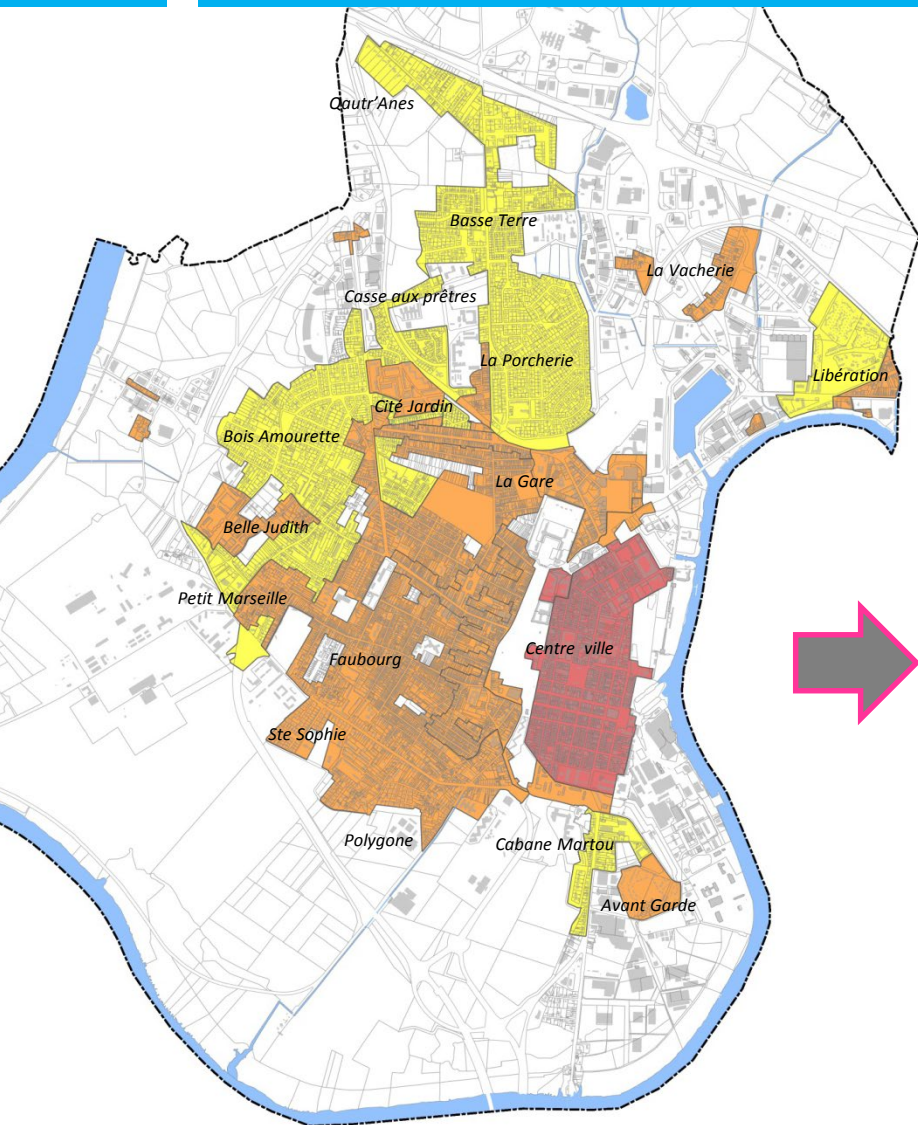 Qautr'Anes
Basse Terre
La Vacherie
Casse aux prêtres
La Porcherie
Libération
Cité Jardin
Bois Amourette
La Gare
Belle Judith
Petit Marseille
Centre ville
Faubourg
Ste Sophie
Polygone
Cabane Martou
Avant Garde